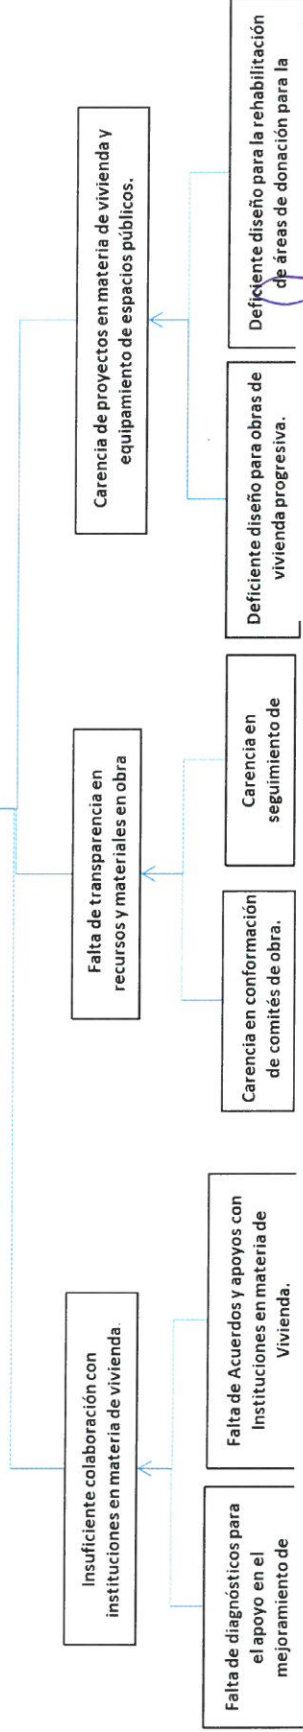 Insuficiente colaboración con
instituciones en materia de vivienda.
Falta de transparencia en
recursos y materiales en obra
Carencia de proyectos en materia de vivienda y
equipamiento de espacios públicos.
Falta de diagnósticos para
el apoyo en el
mejoramiento de
Falta de Acuerdos y apoyos con
Instituciones en materia de
Vivienda.
Carencia en conformación
de comités de obra.
Carencia en
seguimiento de
Deficiente diseño para obras de
vivienda progresiva.
Deficiente diseño para la rehabilitación
de áreas de donación para la